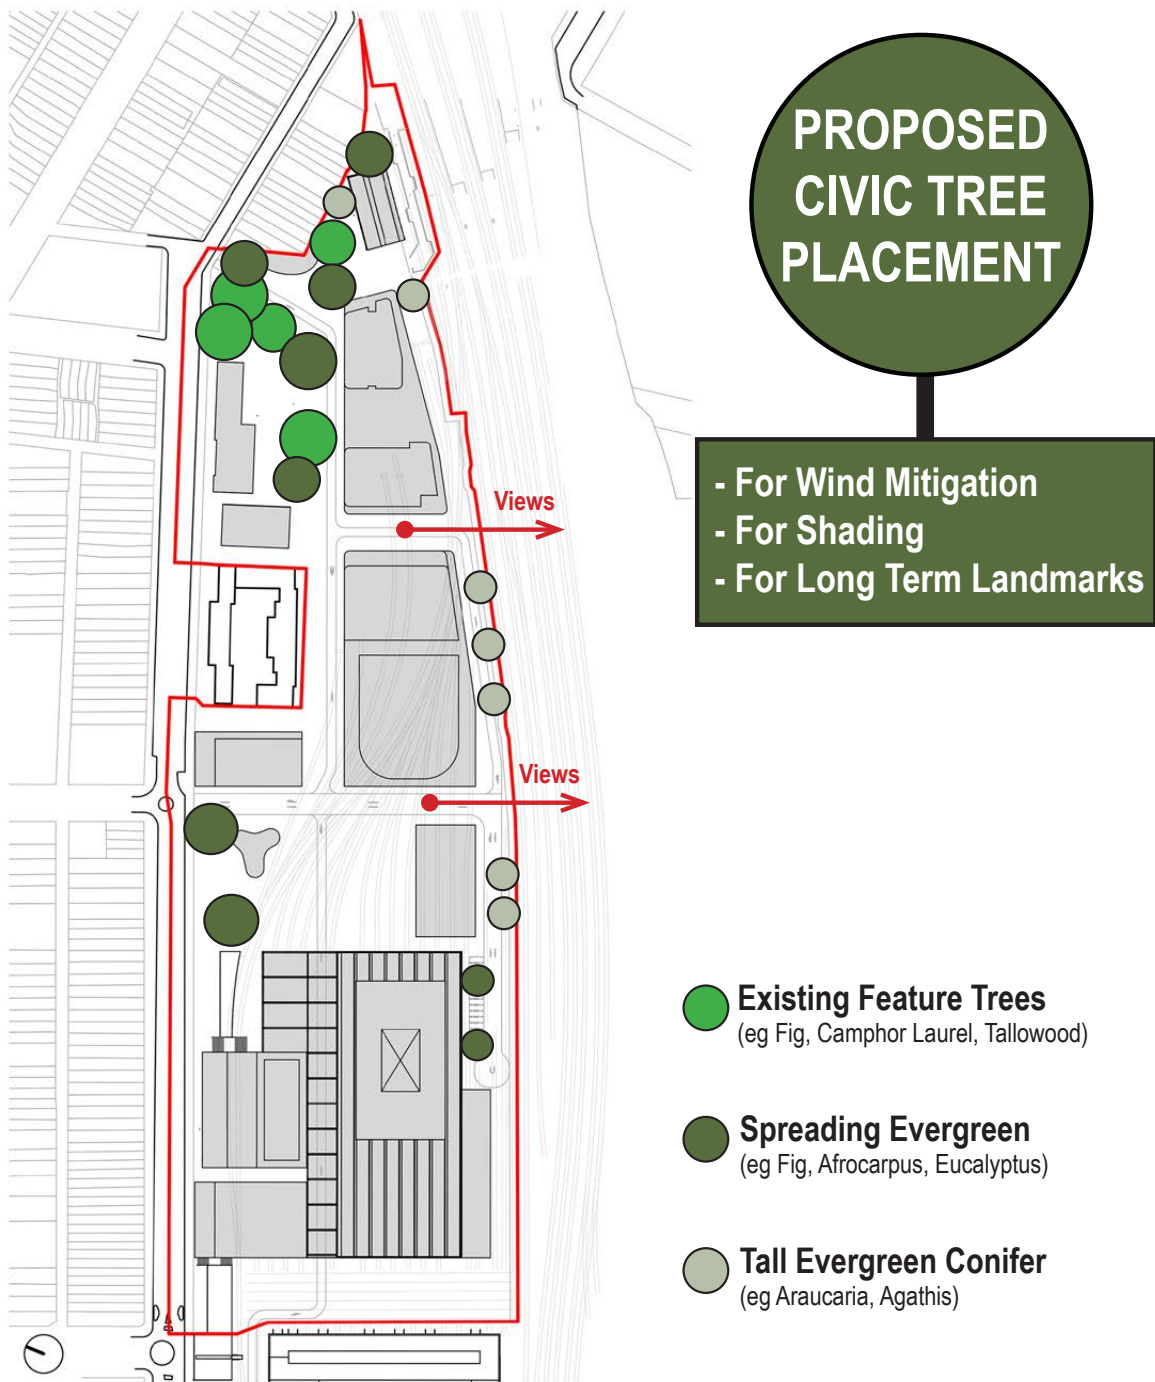 PROPOSED
CIVIC TREE
PLACEMENT
- For Wind Mitigation
- For Shading
- For Long Term Landmarks
Views
Views
Existing Feature Trees
(eg Fig, Camphor Laurel, Tallowood)
Spreading Evergreen
(eg Fig, Afrocarpus, Eucalyptus)
Tall Evergreen Conifer
(eg Araucaria, Agathis)